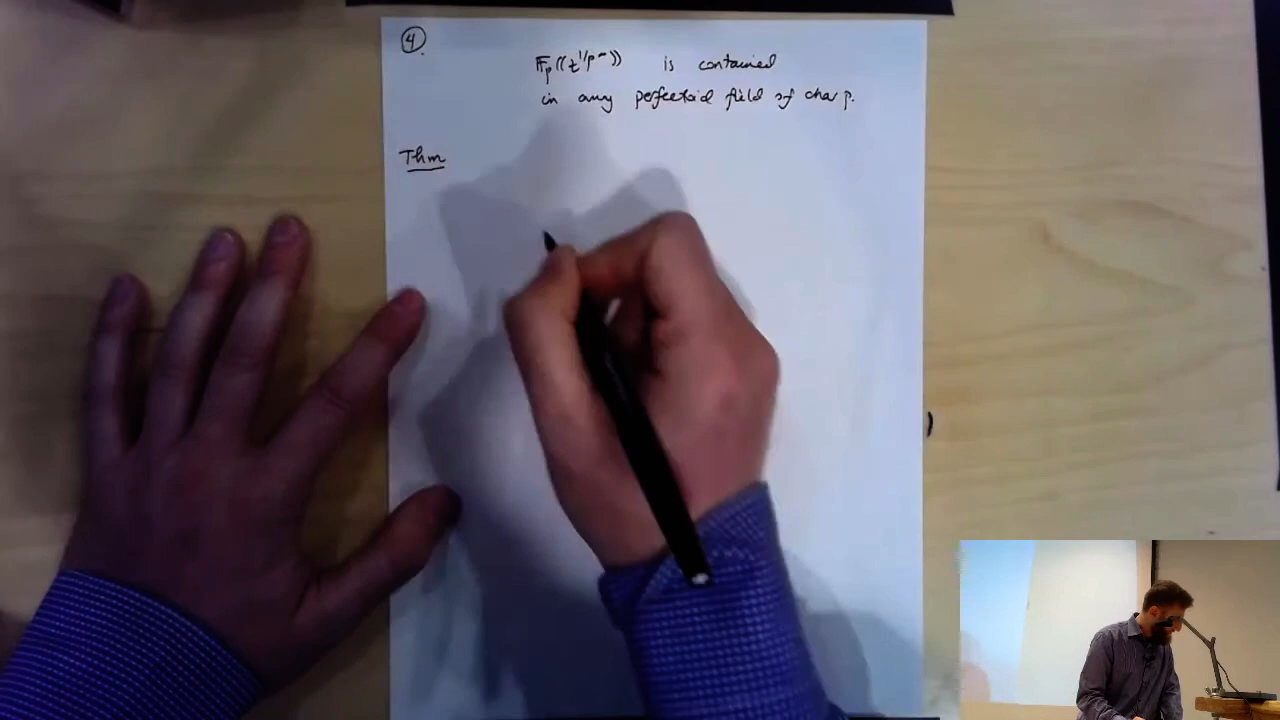 ④
𝔽_p((t^{1/p^∞})) is contained
in any perfectoid field of char p.
Thm